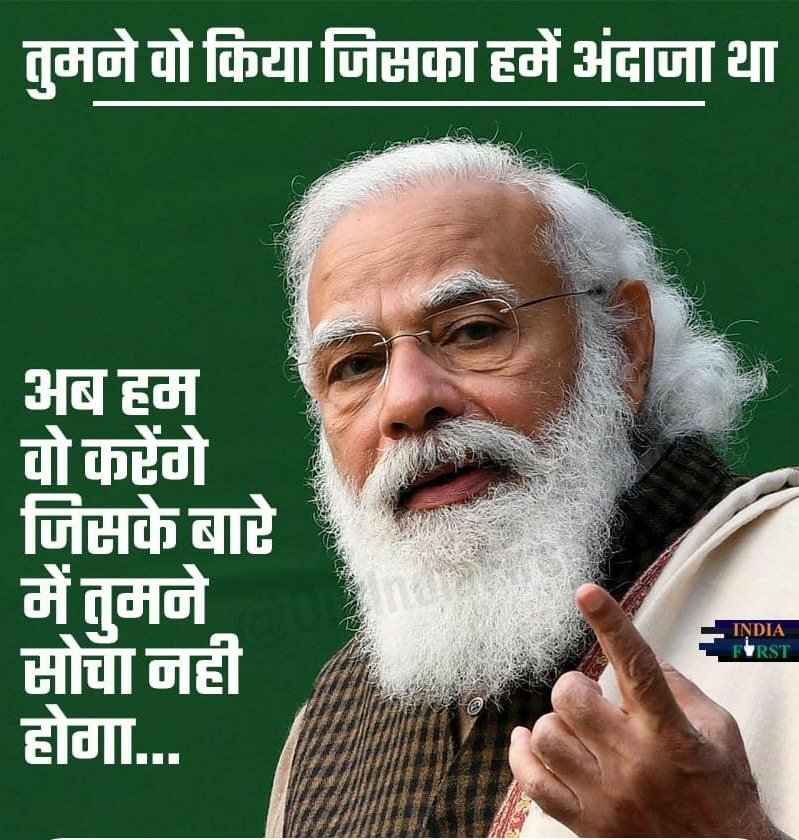 तुमने वो किया जिसका हमें अंदाजा था
अब हम
वो करेंगे
जिसके बारे
में तुमने
सोचा नही
होगा...
INDIA
FIRST